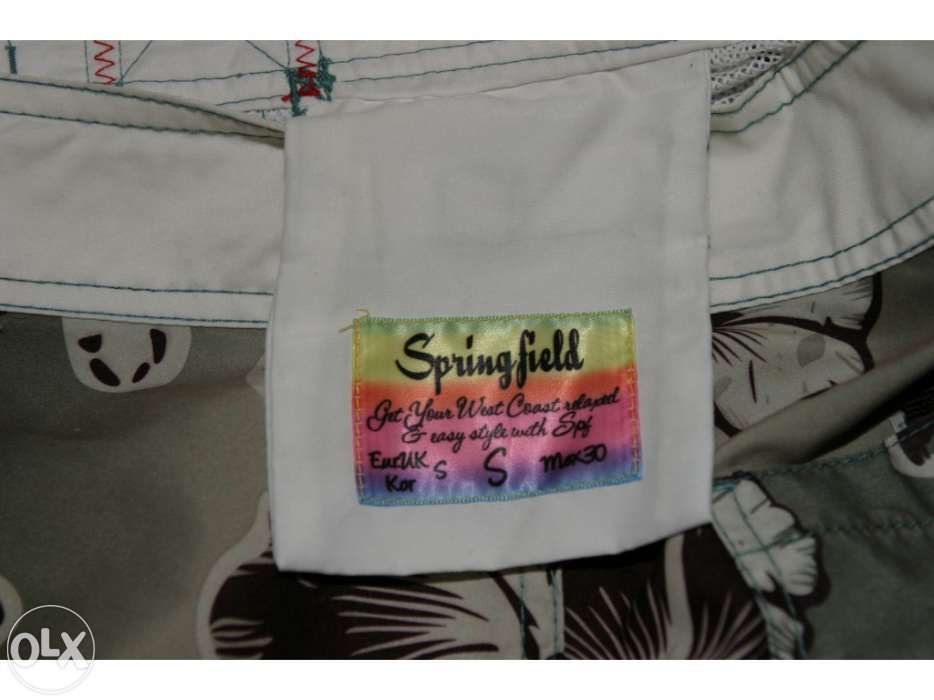 Springfield
Get Your West Coast relaxed
& easy style with Spf
Eur UK S S Mex30
Kor
OLX